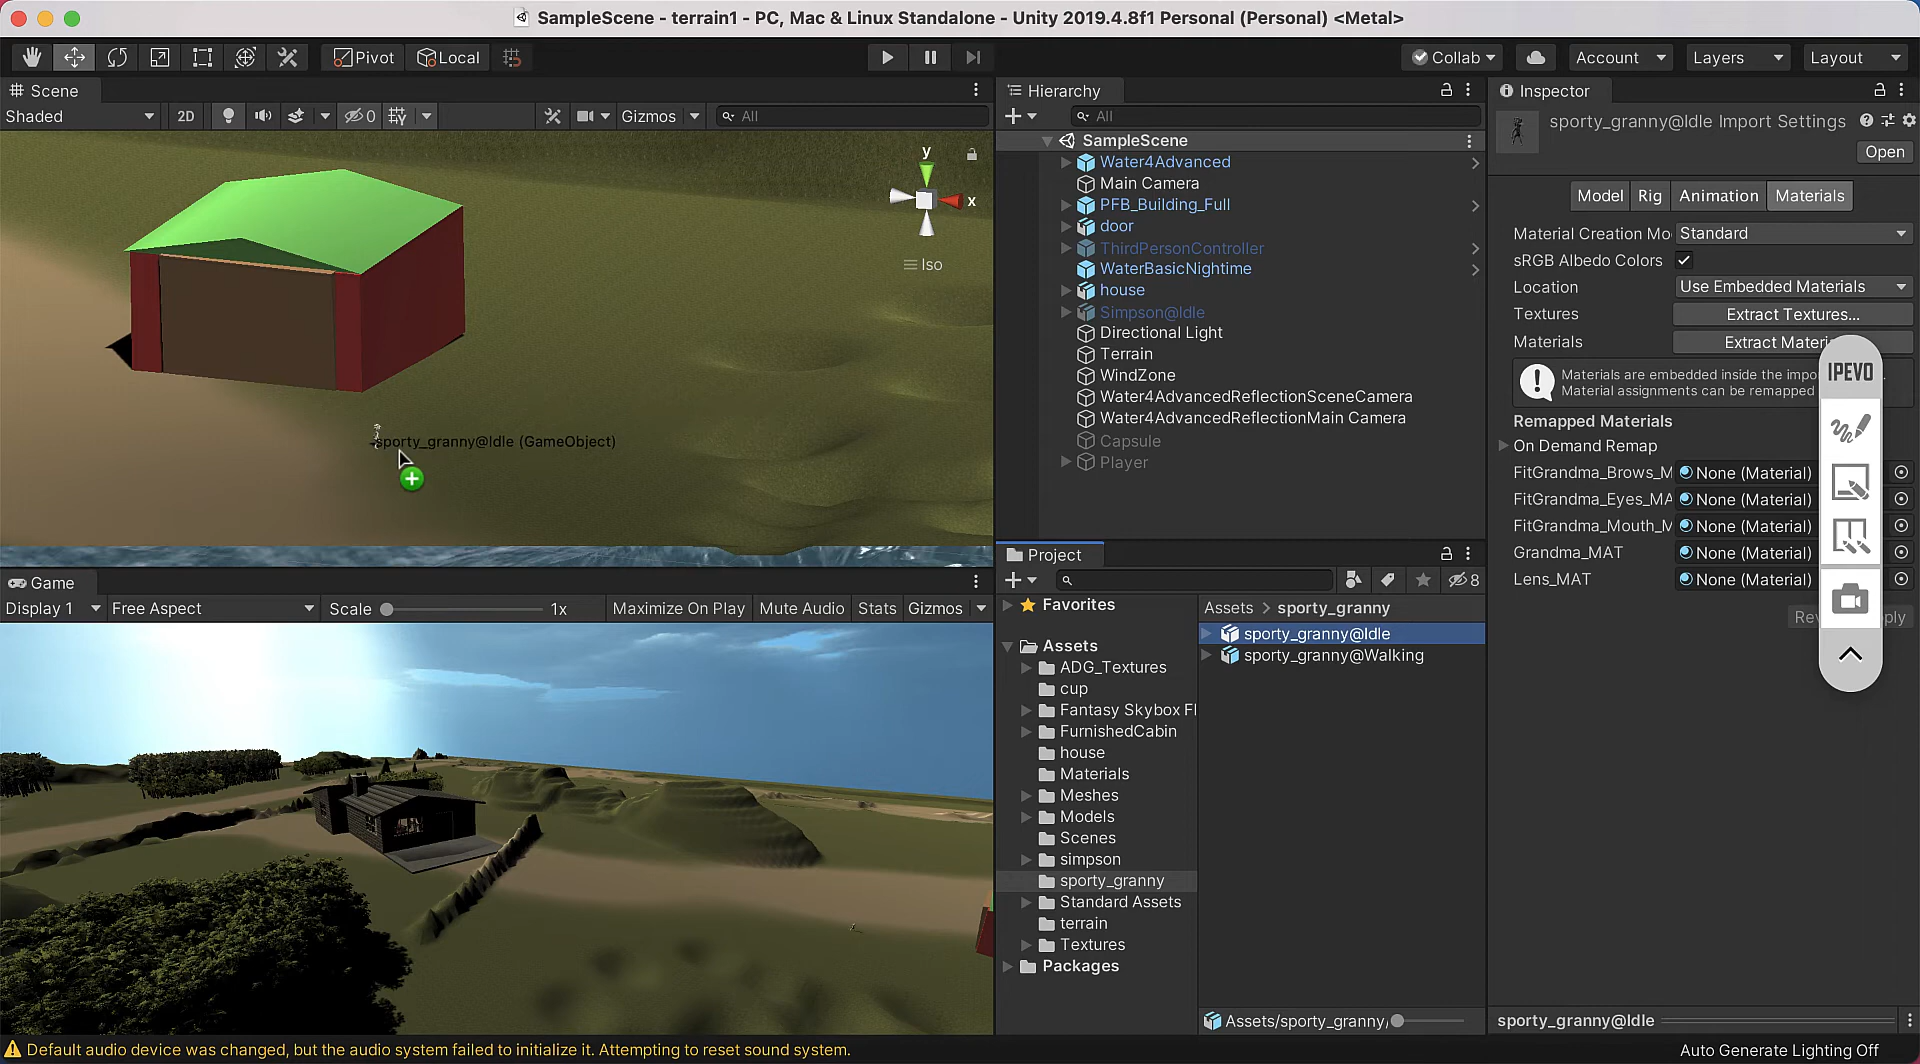 SampleScene - terrain1 - PC, Mac & Linux Standalone - Unity 2019.4.8f1 Personal (Personal) <Metal>
Pivot Local Collab Account Layers Layout
Scene
Shaded 2D 0 Gizmos All
y
x
Iso
sporty_granny@Idle (GameObject)
Game
Display 1 Free Aspect Scale 1x Maximize On Play Mute Audio Stats Gizmos
Hierarchy
All
SampleScene
Water4Advanced
Main Camera
PFB_Building_Full
door
ThirdPersonController
WaterBasicNightime
house
Simpson@Idle
Directional Light
Terrain
WindZone
Water4AdvancedReflectionSceneCamera
Water4AdvancedReflectionMain Camera
Capsule
Player
Project
8
Favorites
Assets
ADG_Textures
cup
Fantasy Skybox Fl
FurnishedCabin
house
Materials
Meshes
Models
Scenes
simpson
sporty_granny
Standard Assets
terrain
Textures
Packages
Assets > sporty_granny
sporty_granny@Idle
sporty_granny@Walking
Assets/sporty_granny/
Inspector
sporty_granny@Idle Import Settings
Open
Model Rig Animation Materials
Material Creation Mo Standard
sRGB Albedo Colors
Location Use Embedded Materials
Textures Extract Textures...
Materials Extract Materi
Materials are embedded inside the impo
Material assignments can be remapped
IPEVO
Remapped Materials
On Demand Remap
FitGrandma_Brows_M None (Material)
FitGrandma_Eyes_MA None (Material)
FitGrandma_Mouth_M None (Material)
Grandma_MAT None (Material)
Lens_MAT None (Material)
Rev ply
sporty_granny@Idle
Default audio device was changed, but the audio system failed to initialize it. Attempting to reset sound system.
Auto Generate Lighting Off